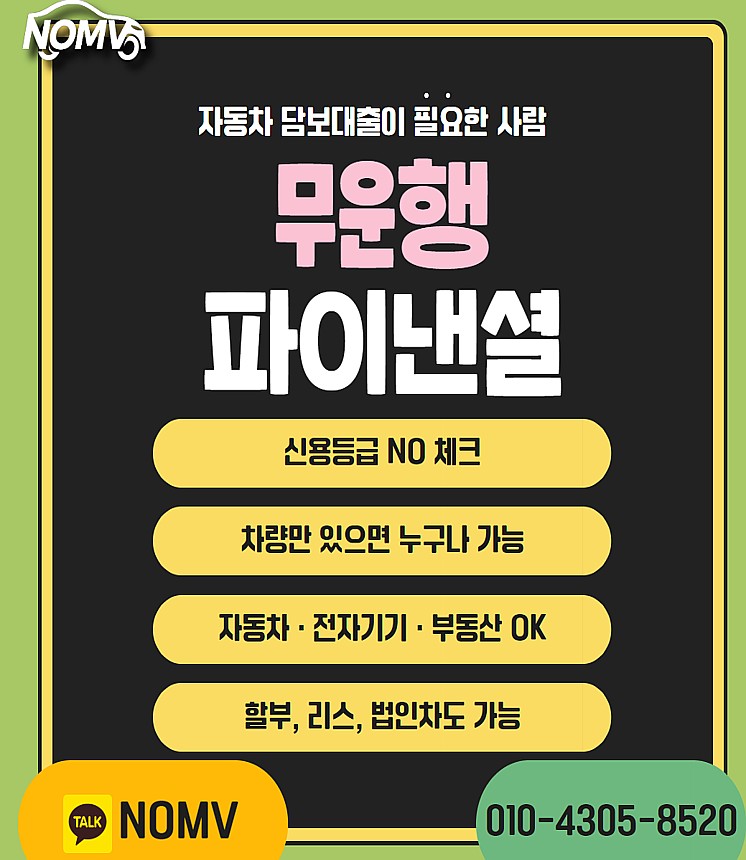 NOMV
자동차 담보대출이 필요한 사람
무운행
파이낸셜
신용등급 NO 체크
차량만 있으면 누구나 가능
자동차 · 전자기기 · 부동산 OK
할부, 리스, 법인차도 가능
TALK NOMV
010-4305-8520